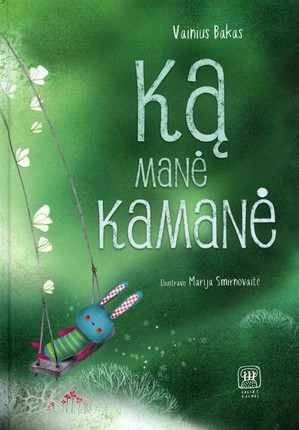 Vainius Bakas
Ką
manė
kamanė
Iliustravo Marija Smirnovaitė